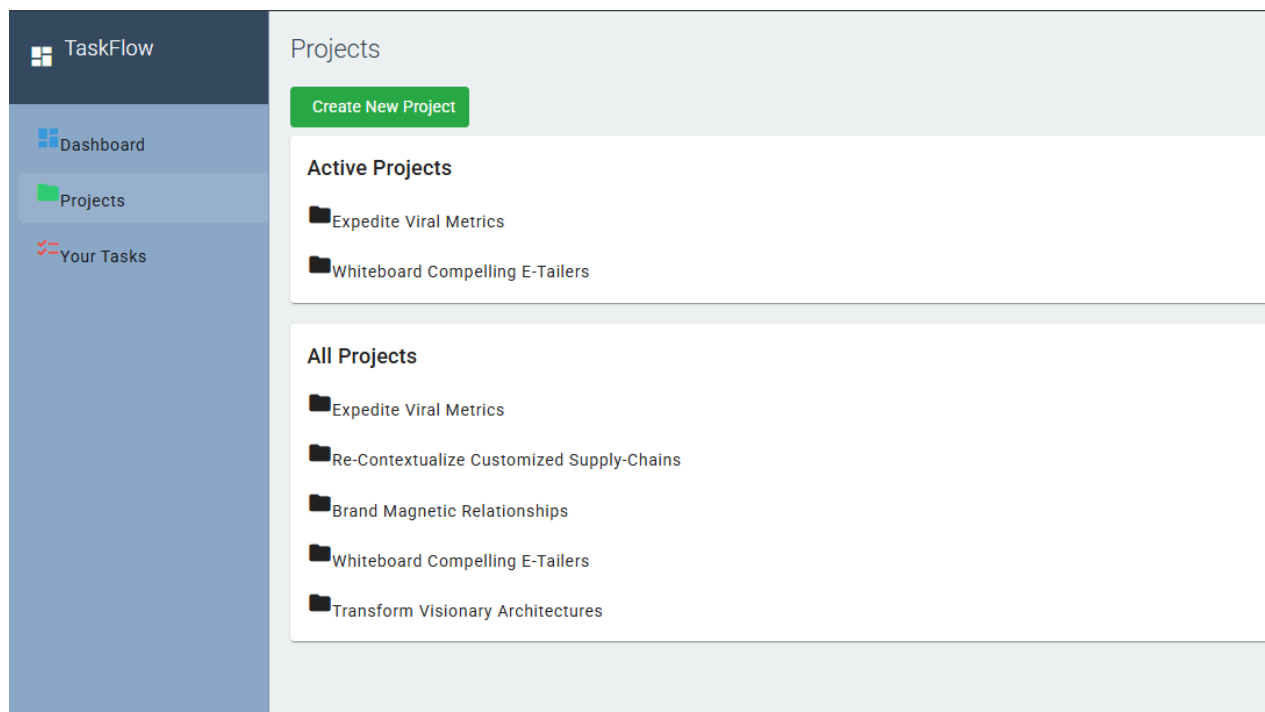 TaskFlow
Dashboard
Projects
Your Tasks
Projects
Create New Project
Active Projects
Expedite Viral Metrics
Whiteboard Compelling E-Tailers
All Projects
Expedite Viral Metrics
Re-Contextualize Customized Supply-Chains
Brand Magnetic Relationships
Whiteboard Compelling E-Tailers
Transform Visionary Architectures